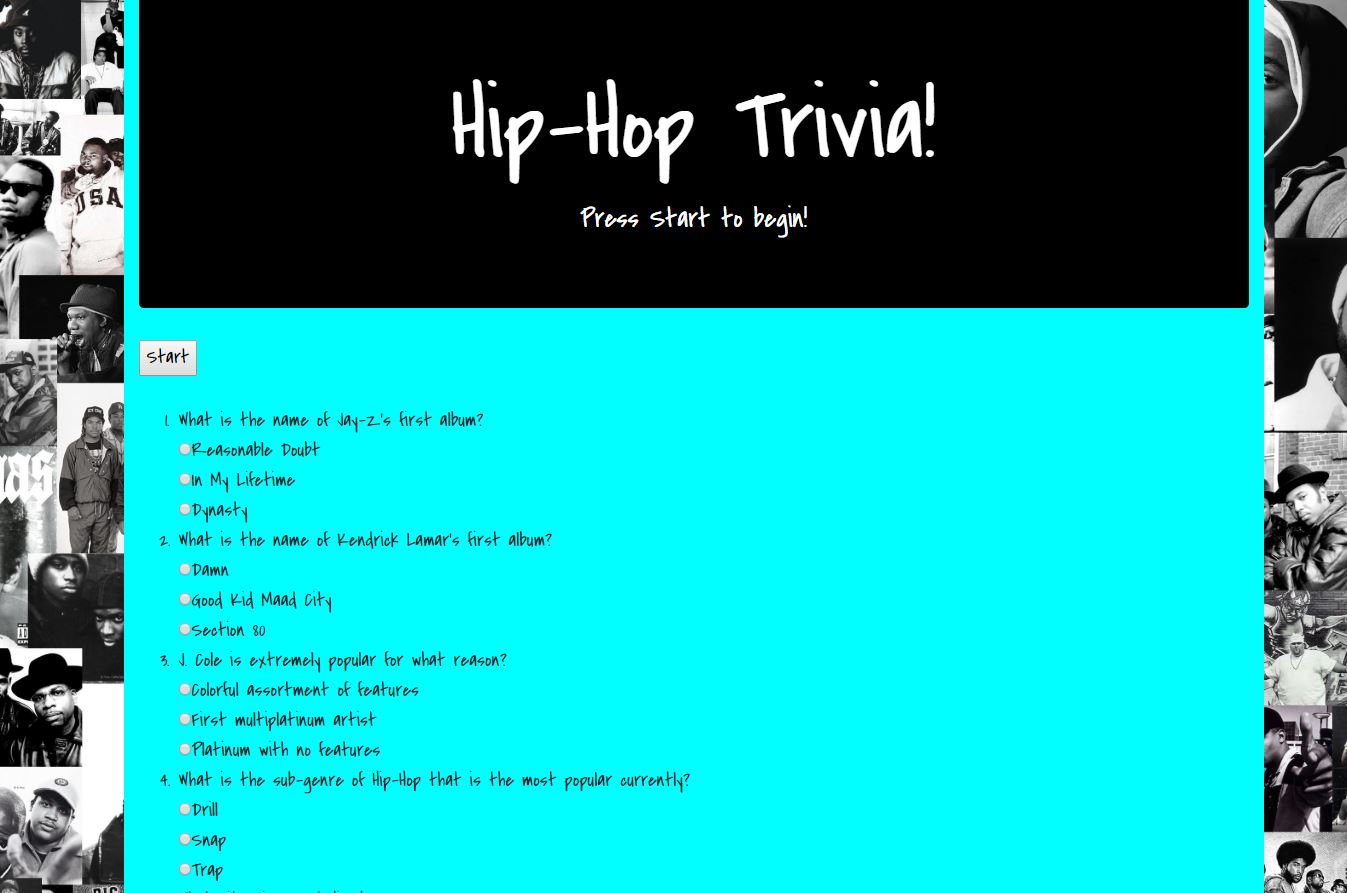 Hip-Hop Trivia!
Press Start to begin!
Start
1. What is the name of Jay-Z's first album?
Reasonable Doubt
In My Lifetime
Dynasty
2. What is the name of Kendrick Lamar's first album?
Damn
Good Kid Maad City
Section 80
3. J. Cole is extremely popular for what reason?
Colorful assortment of features
First multiplatinum artist
Platinum with no features
4. What is the sub-genre of Hip-Hop that is the most popular currently?
Drill
Snap
Trap
USA
nas